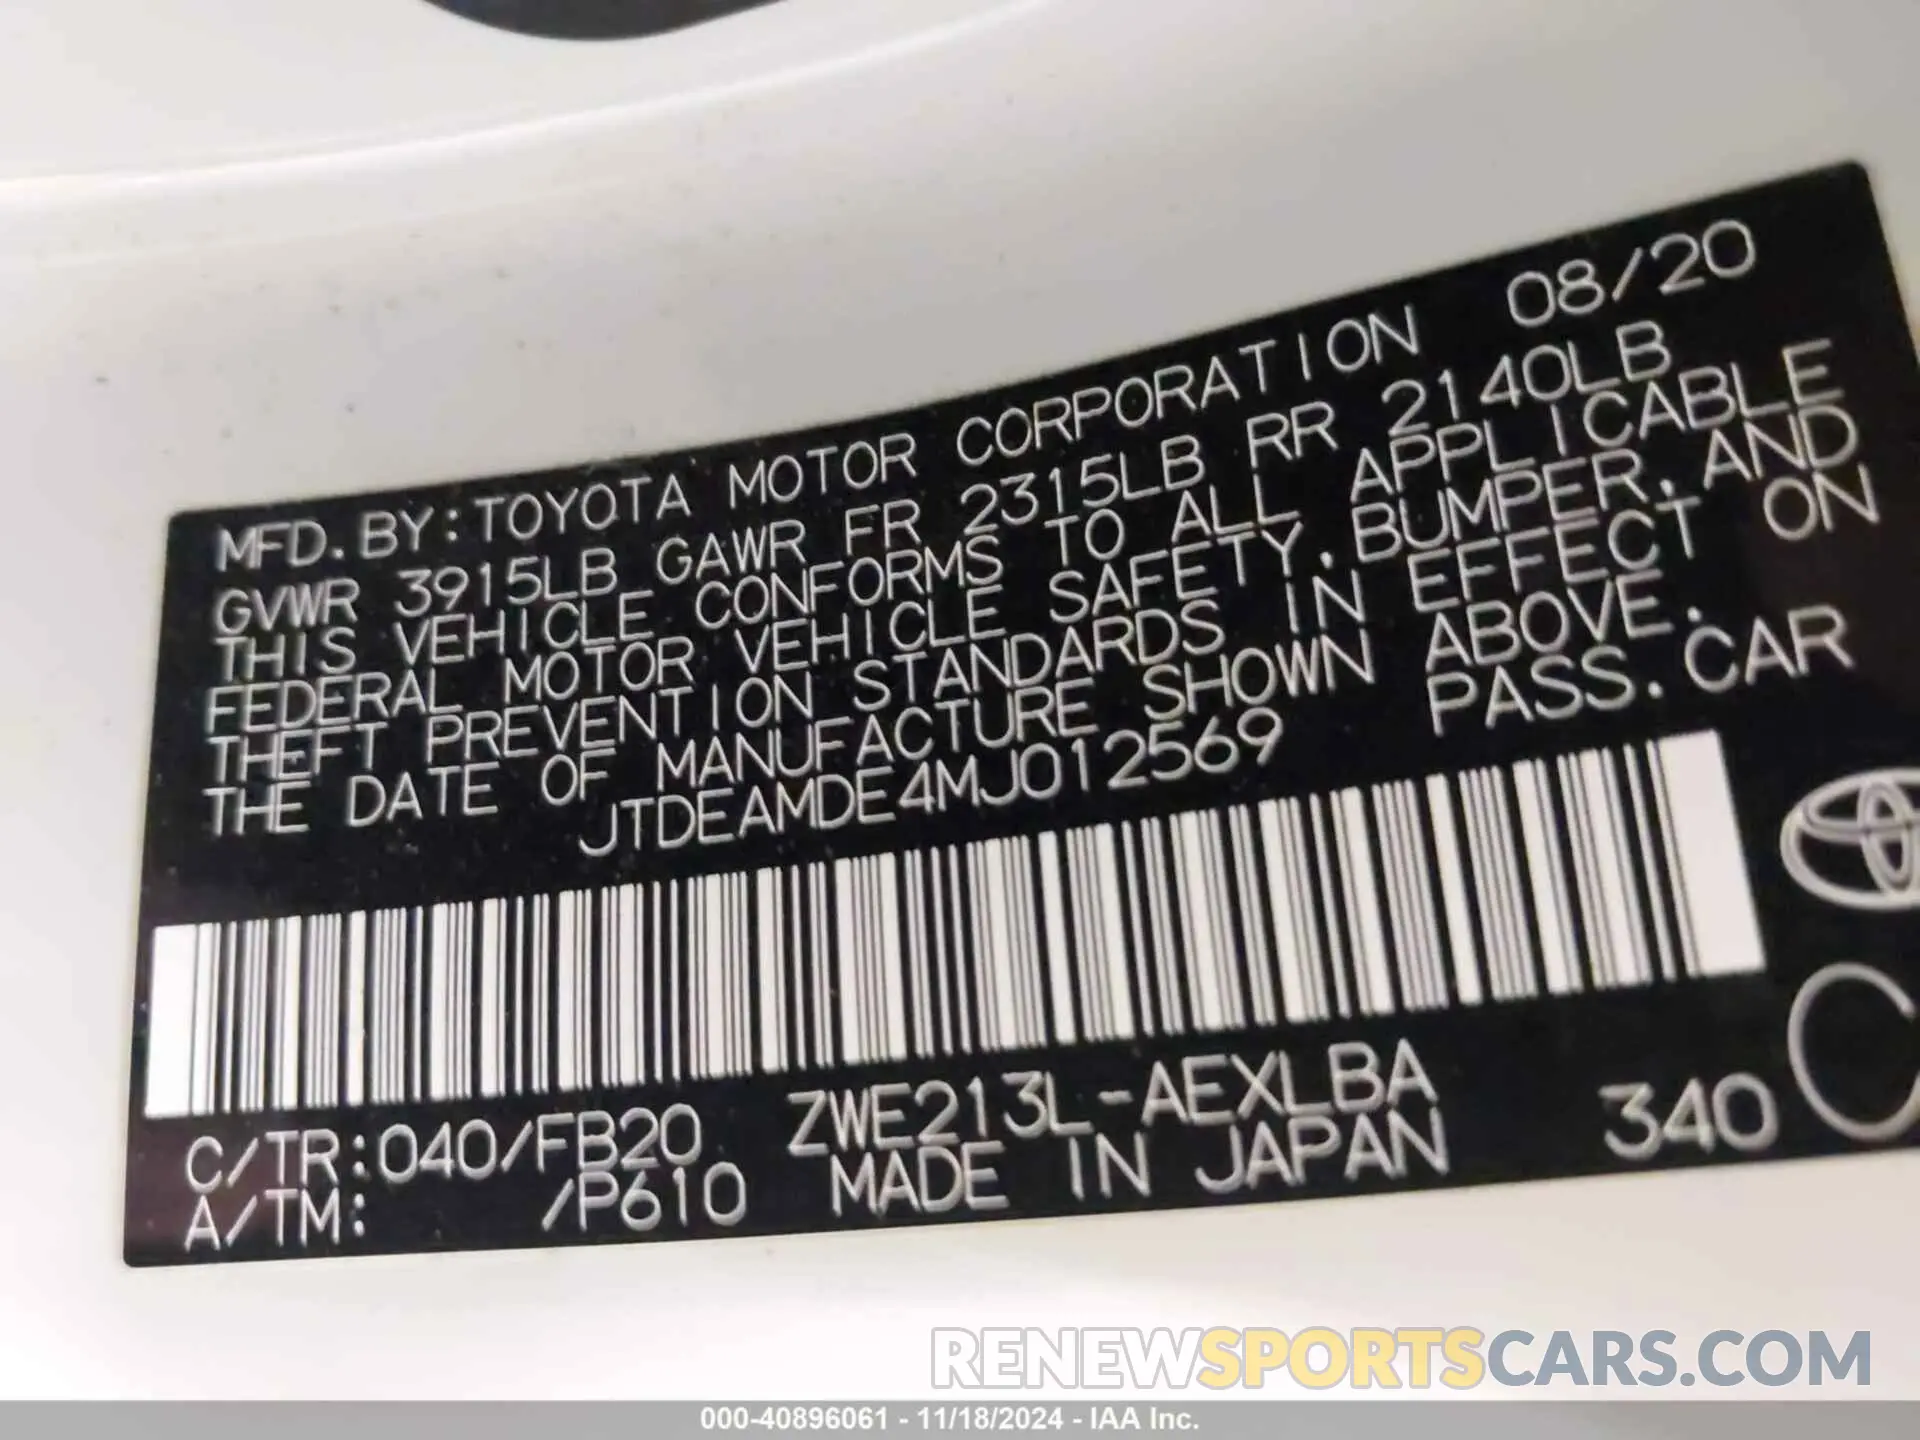 MFD. BY: TOYOTA MOTOR CORPORATION 08/20
GVWR 3915LB GAWR FR 2315LB RR 2140LB
THIS VEHICLE CONFORMS TO ALL APPLICABLE
FEDERAL MOTOR VEHICLE SAFETY, BUMPER, AND
THEFT PREVENTION STANDARDS IN EFFECT ON
THE DATE OF MANUFACTURE SHOWN ABOVE.
JTDEAMDE4MJ012569 PASS. CAR
C/TR: 040/FB20 ZWE213L-AEXLBA
A/TM: /P610 MADE IN JAPAN 340 C
RENEWSPORTSCARS.COM
000-40896061 - 11/18/2024 - IAA Inc.